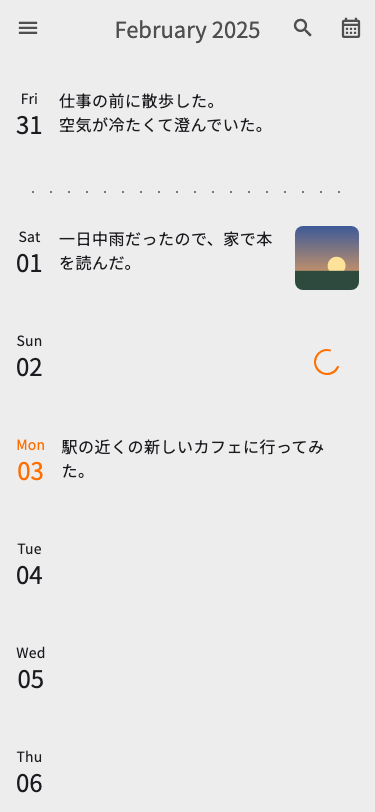 February 2025
Fri
31
仕事の前に散歩した。
空気が冷たくて澄んでいた。
Sat
01
一日中雨だったので、家で本
を読んだ。
Sun
02
Mon
03
駅の近くの新しいカフェに行ってみ
た。
Tue
04
Wed
05
Thu
06